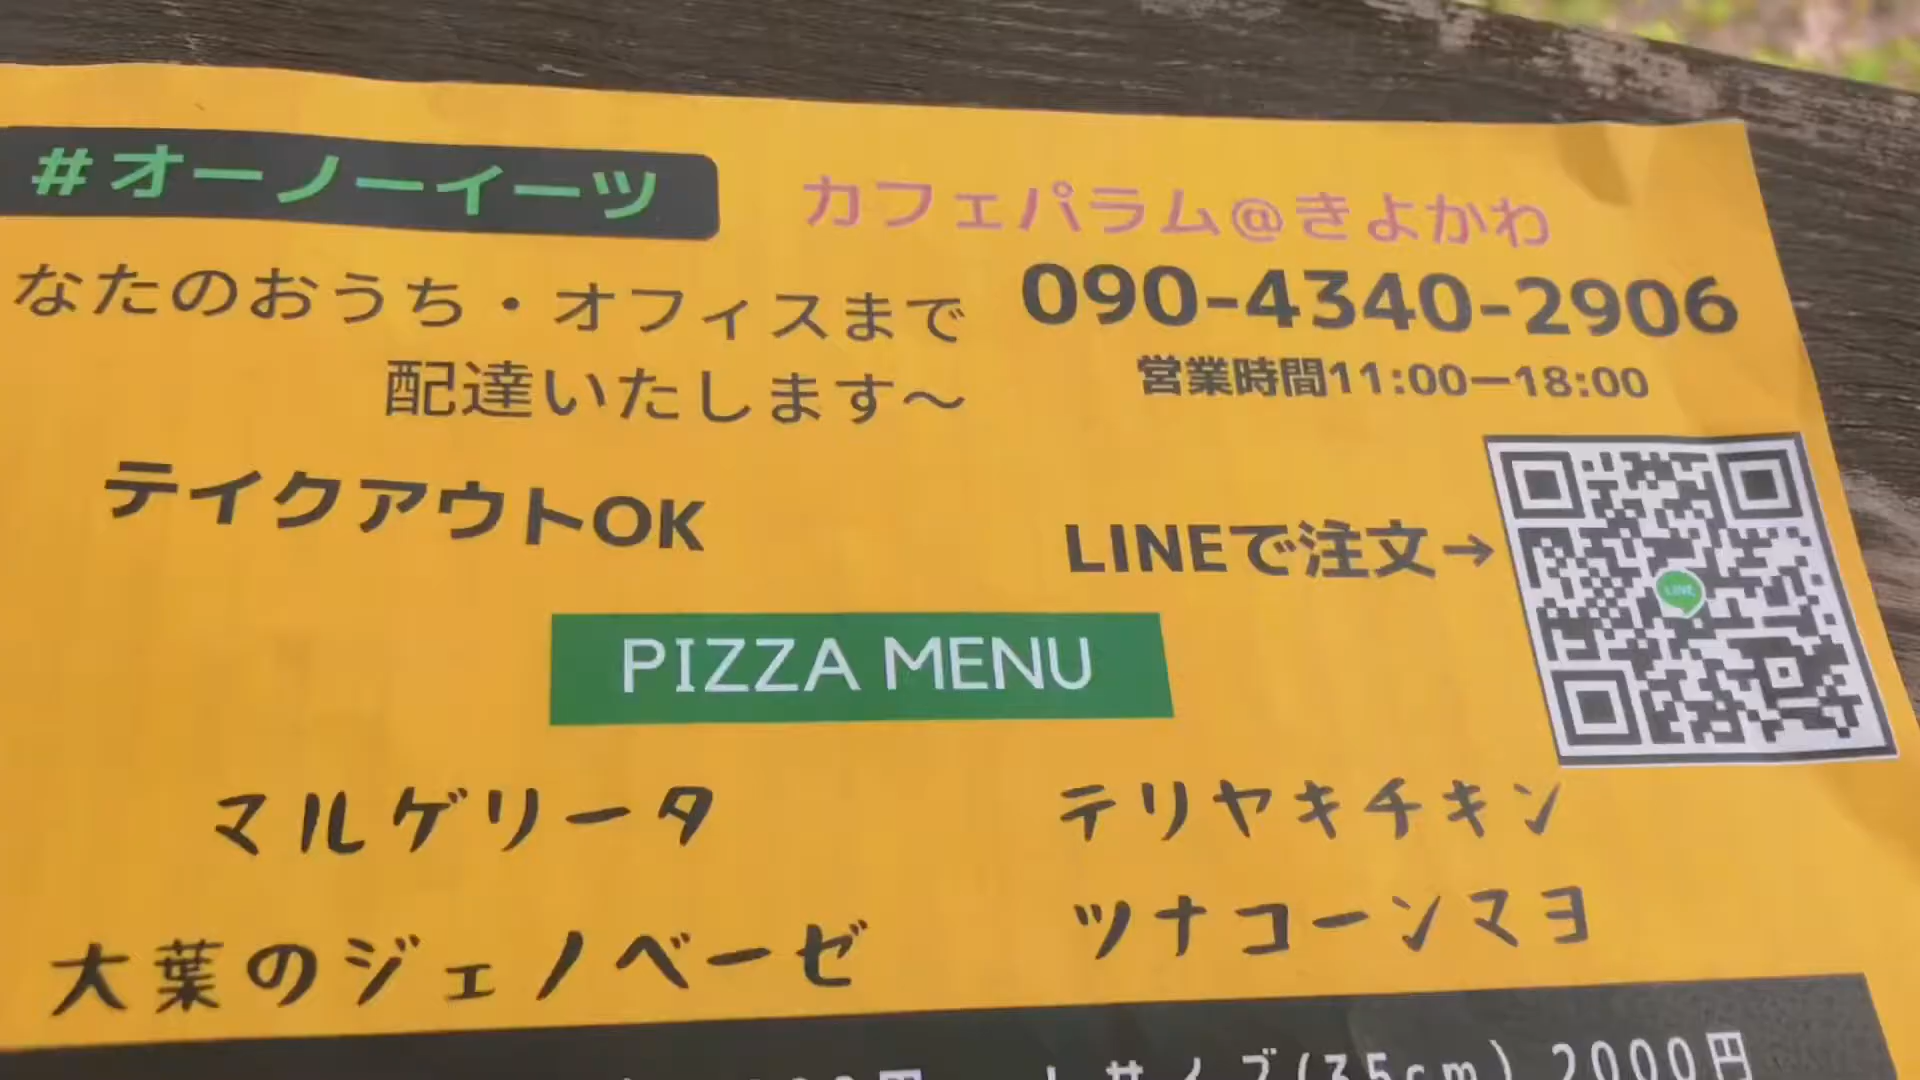 #オーノーイーツ
カフェパラム@きよかわ
なたのおうち・オフィスまで
090-4340-2906
配達いたします〜
営業時間11:00ー18:00
テイクアウトOK
LINEで注文→
LINE
PIZZA MENU
マルゲリータ
テリヤキチキン
大葉のジェノベーゼ
ツナコーンマヨ
Lサイズ(35cm) 2000円